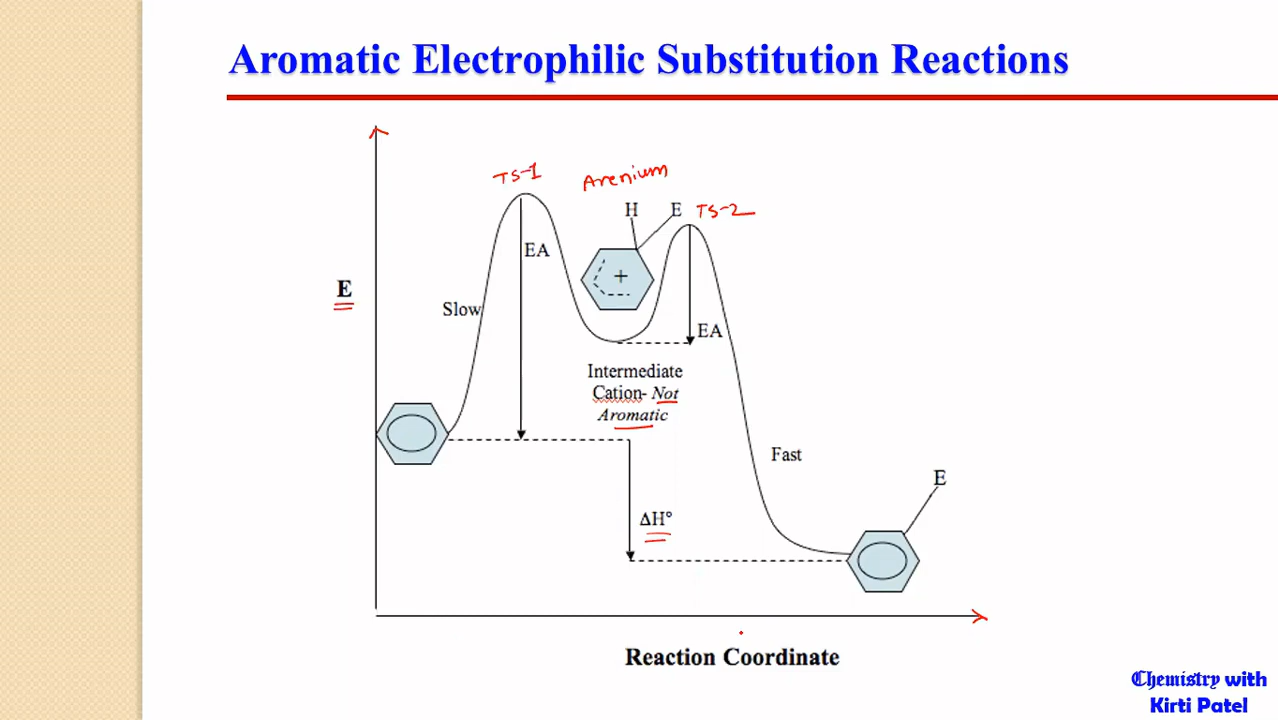 Aromatic Electrophilic Substitution Reactions
TS-1
Arenium
H
E
TS-2
EA
+
E
Slow
EA
Intermediate
Cation- Not
Aromatic
Fast
E
ΔH°
Reaction Coordinate
Chemistry with
Kirti Patel